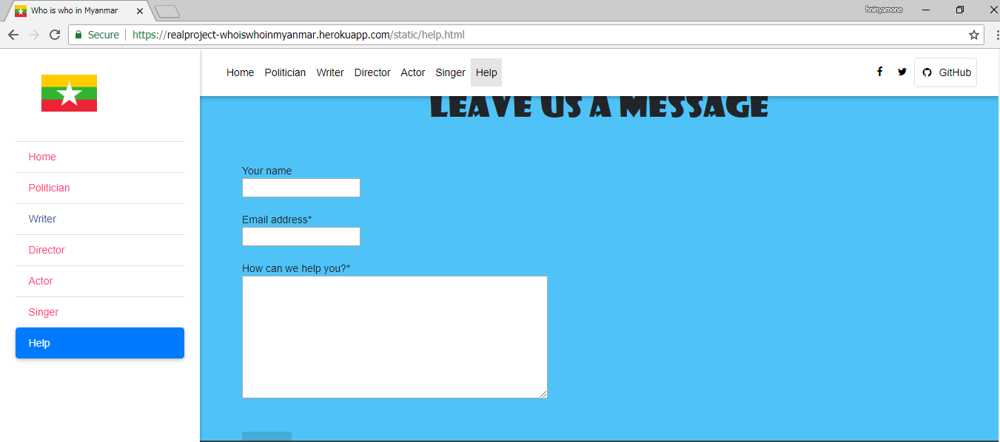 Who is who in Myanmar
hninyamone
Secure https://realproject-whoiswhoinmyanmar.herokuapp.com/static/help.html
Home Politician Writer Director Actor Singer Help GitHub
Home
Politician
Writer
Director
Actor
Singer
Help
LEAVE US A MESSAGE
Your name
Email address*
How can we help you?*